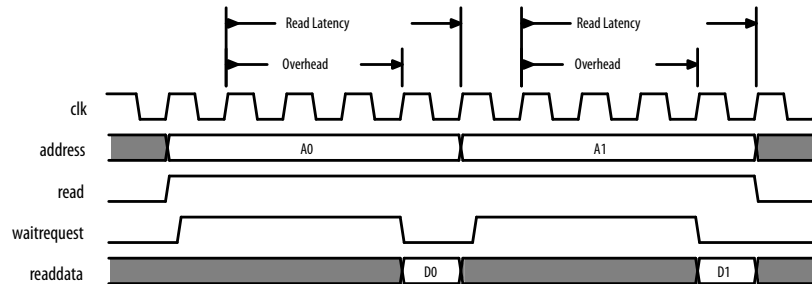 Read Latency Read Latency
Overhead Overhead
clk
address A0 A1
read
waitrequest
readdata D0 D1